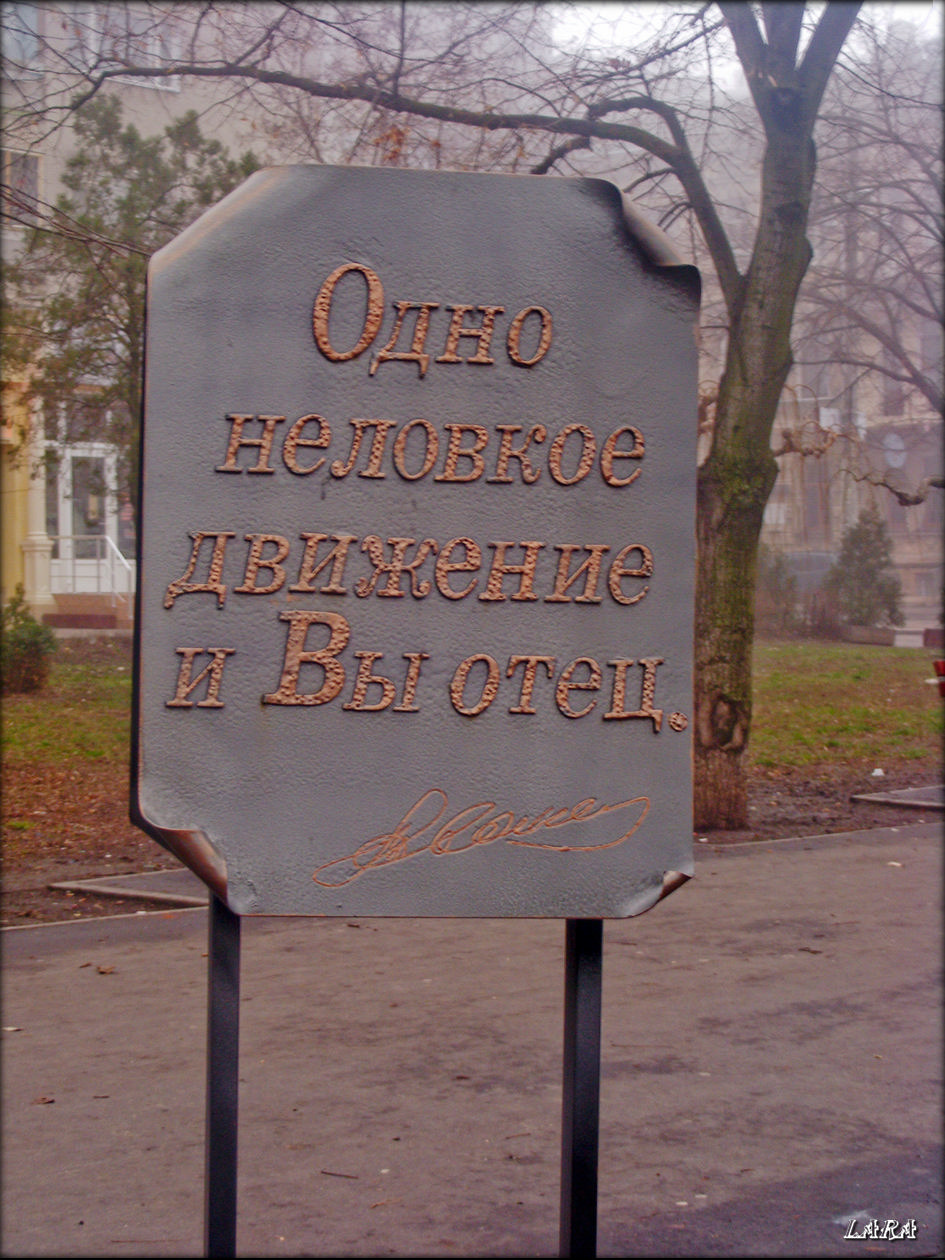 Одно
неловкое
движение
и Вы отец.
LARA